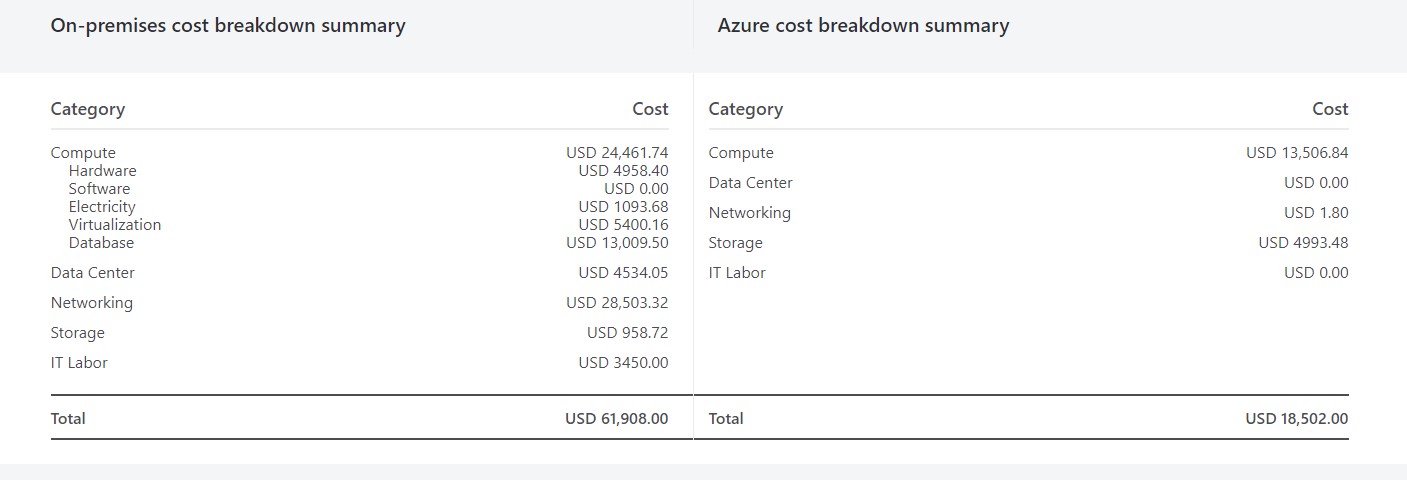 On-premises cost breakdown summary
Category Cost
Compute USD 24,461.74
Hardware USD 4958.40
Software USD 0.00
Electricity USD 1093.68
Virtualization USD 5400.16
Database USD 13,009.50
Data Center USD 4534.05
Networking USD 28,503.32
Storage USD 958.72
IT Labor USD 3450.00
Total USD 61,908.00
Azure cost breakdown summary
Category Cost
Compute USD 13,506.84
Data Center USD 0.00
Networking USD 1.80
Storage USD 4993.48
IT Labor USD 0.00
Total USD 18,502.00